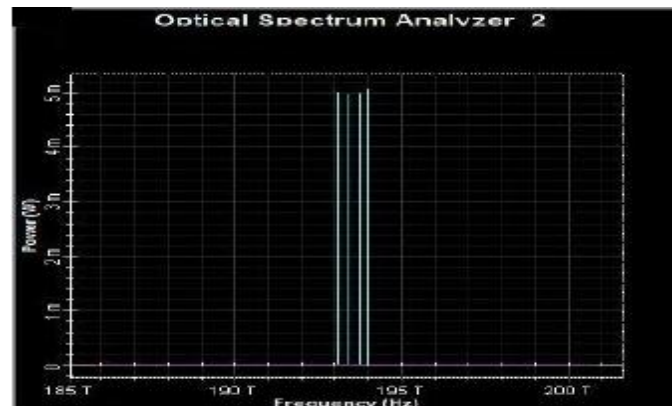 Optical Spectrum Analyzer 2
5m
4m
3m
2m
1m
0
Power (W)
185 T 190 T 195 T 200 T
Frequency (Hz)